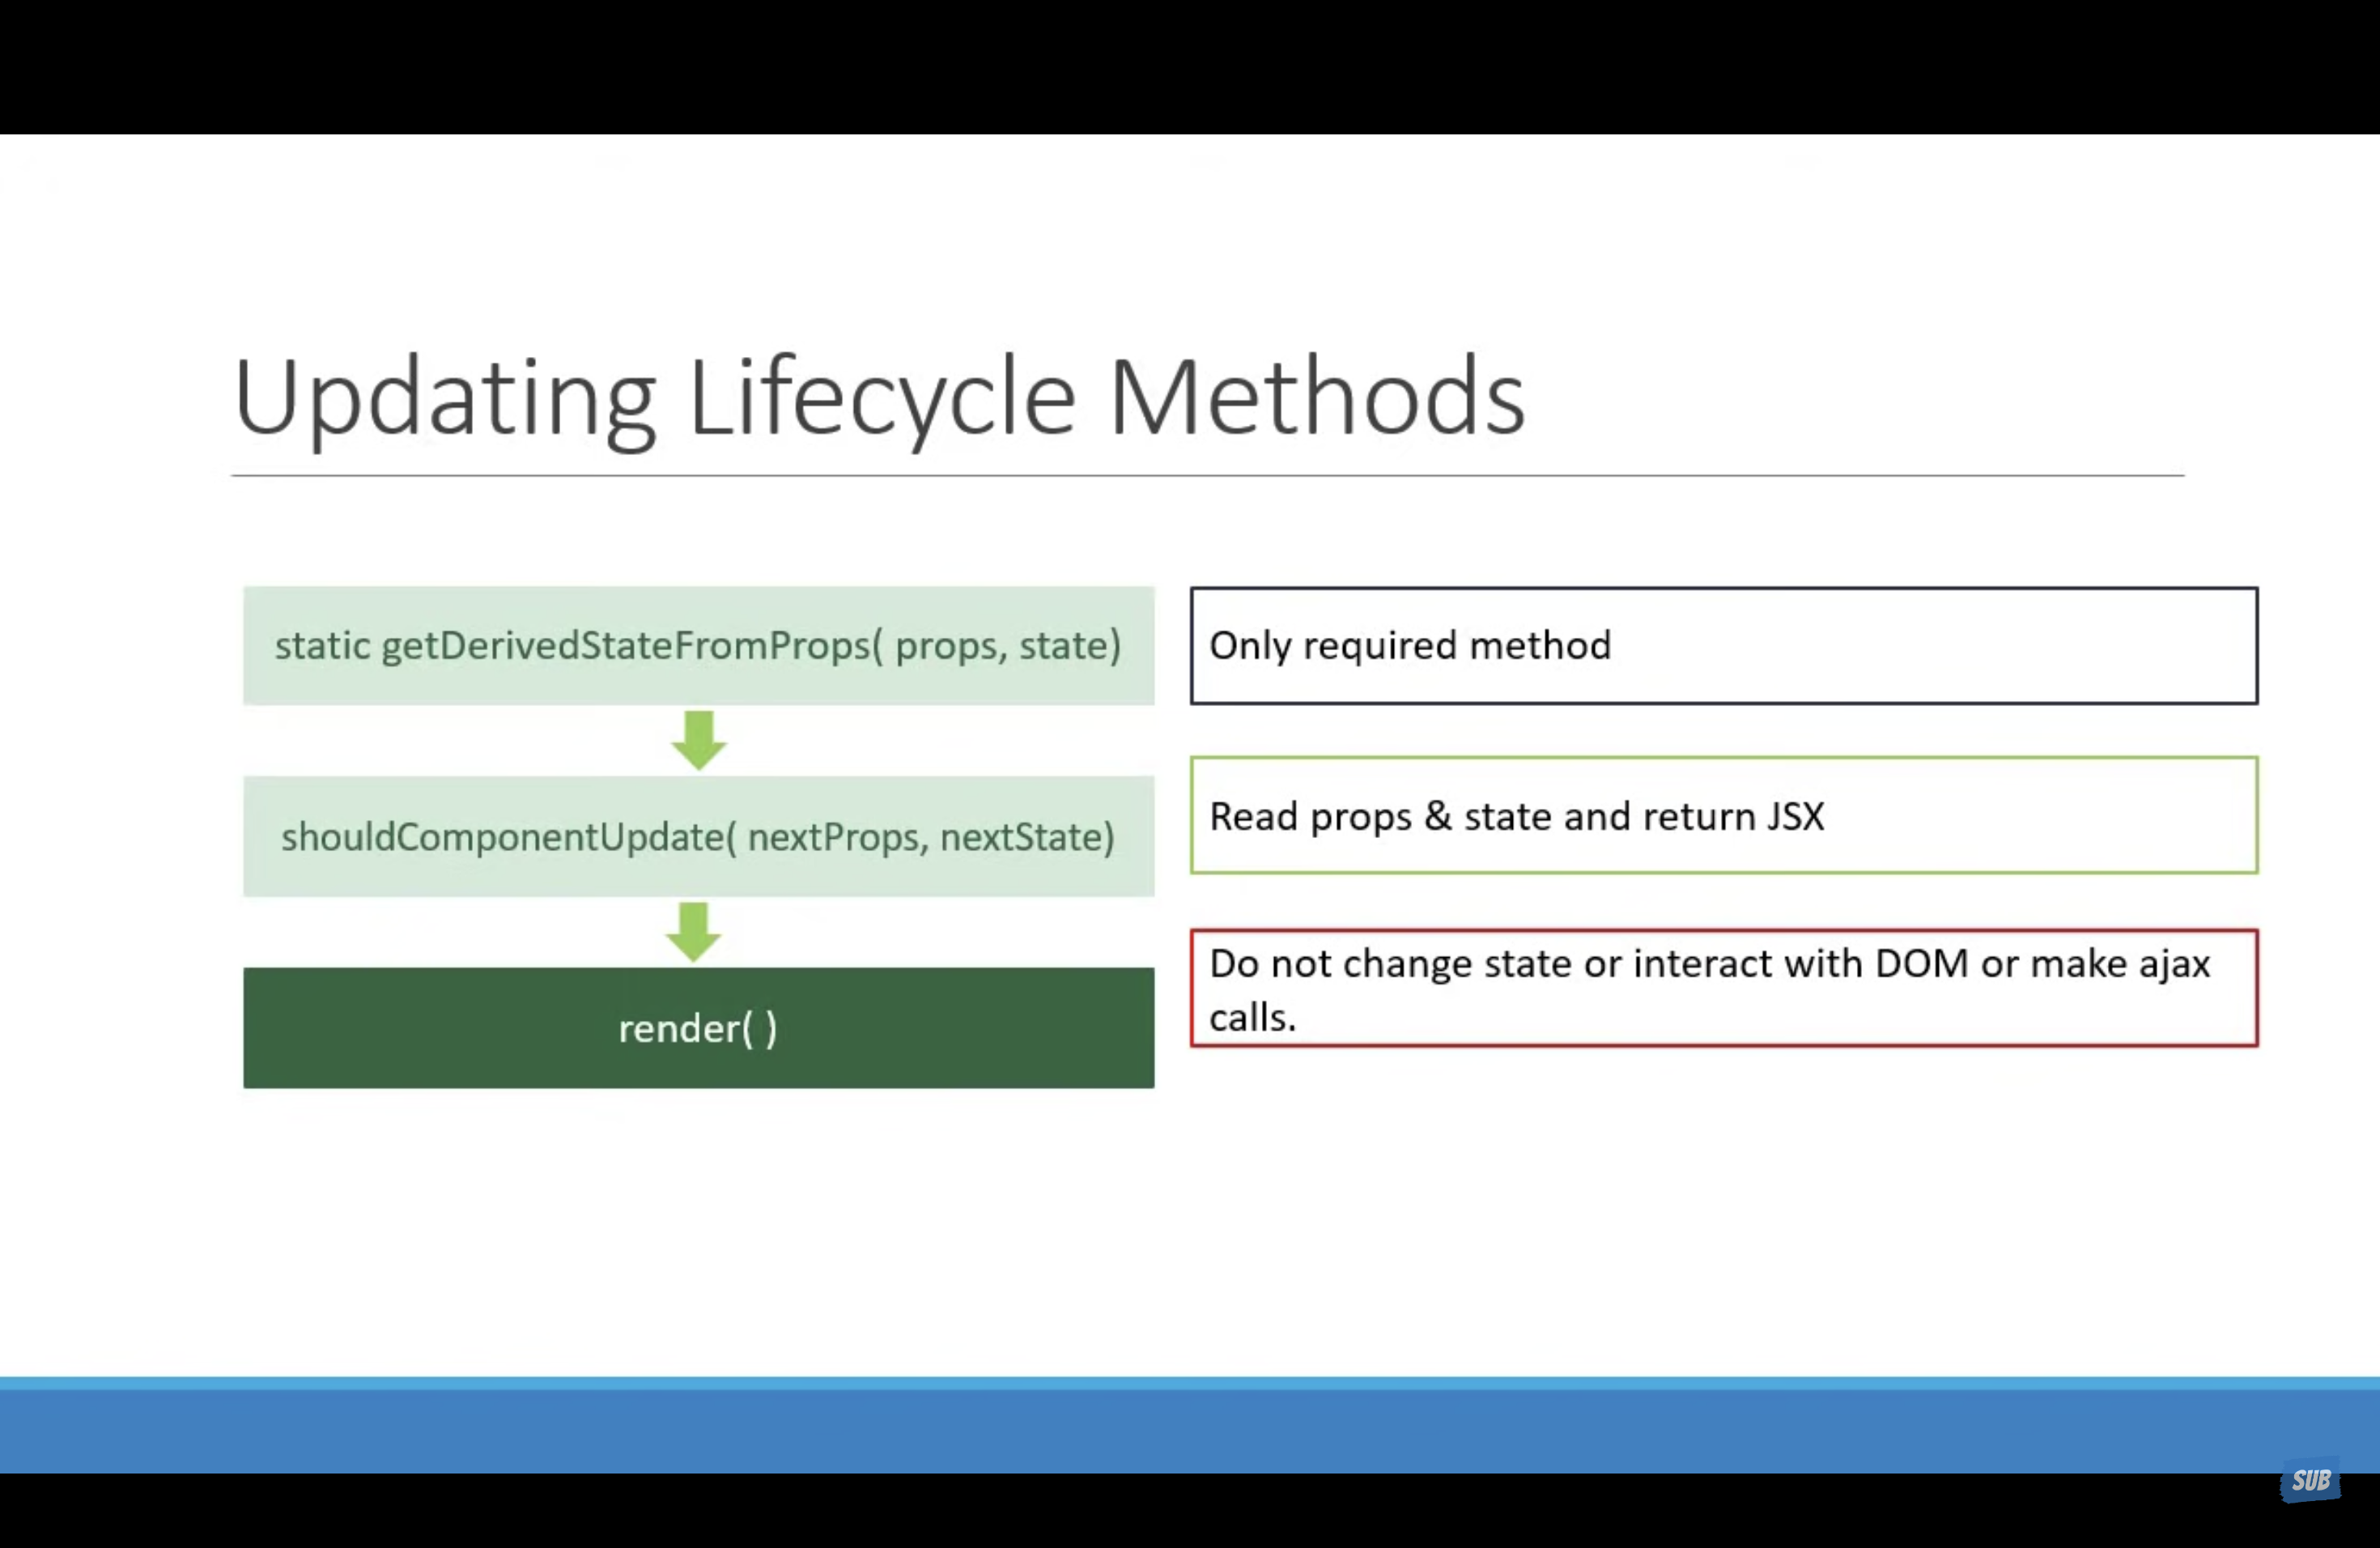 Updating Lifecycle Methods
static getDerivedStateFromProps( props, state)
shouldComponentUpdate( nextProps, nextState)
render( )
Only required method
Read props & state and return JSX
Do not change state or interact with DOM or make ajax
calls.
SUB